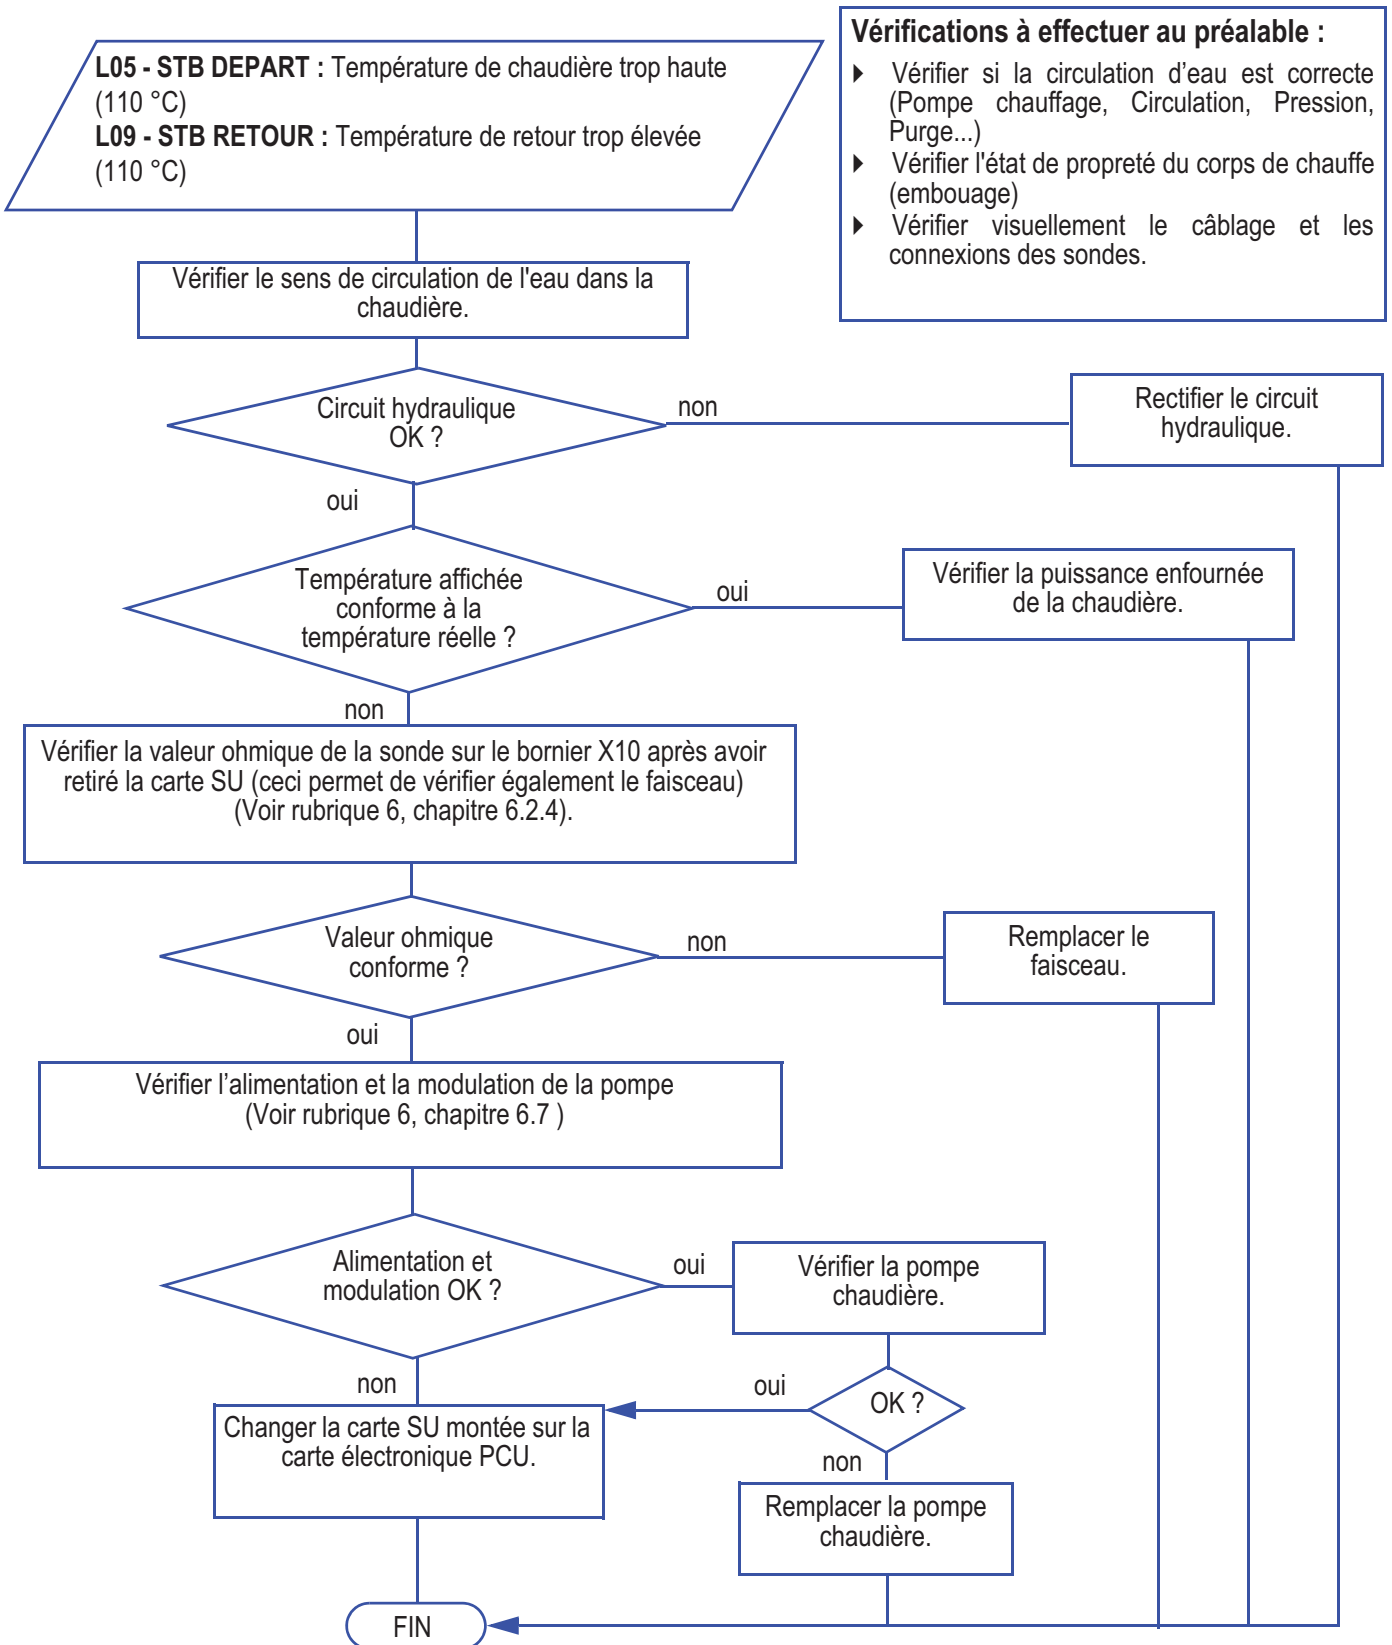 L05 - STB DEPART : Température de chaudière trop haute
(110 °C)
L09 - STB RETOUR : Température de retour trop élevée
(110 °C)
Vérifications à effectuer au préalable :
Vérifier si la circulation d’eau est correcte
(Pompe chauffage, Circulation, Pression,
Purge...)
Vérifier l'état de propreté du corps de chauffe
(embouage)
Vérifier visuellement le câblage et les
connexions des sondes.
Vérifier le sens de circulation de l'eau dans la
chaudière.
Circuit hydraulique
OK ?
non
Rectifier le circuit
hydraulique.
oui
Température affichée
conforme à la
température réelle ?
oui
Vérifier la puissance enfournée
de la chaudière.
non
Vérifier la valeur ohmique de la sonde sur le bornier X10 après avoir
retiré la carte SU (ceci permet de vérifier également le faisceau)
(Voir rubrique 6, chapitre 6.2.4).
Valeur ohmique
conforme ?
non
Remplacer le
faisceau.
oui
Vérifier l’alimentation et la modulation de la pompe
(Voir rubrique 6, chapitre 6.7 )
Alimentation et
modulation OK ?
oui
Vérifier la pompe
chaudière.
non
oui
OK ?
Changer la carte SU montée sur la
carte électronique PCU.
non
Remplacer la pompe
chaudière.
FIN